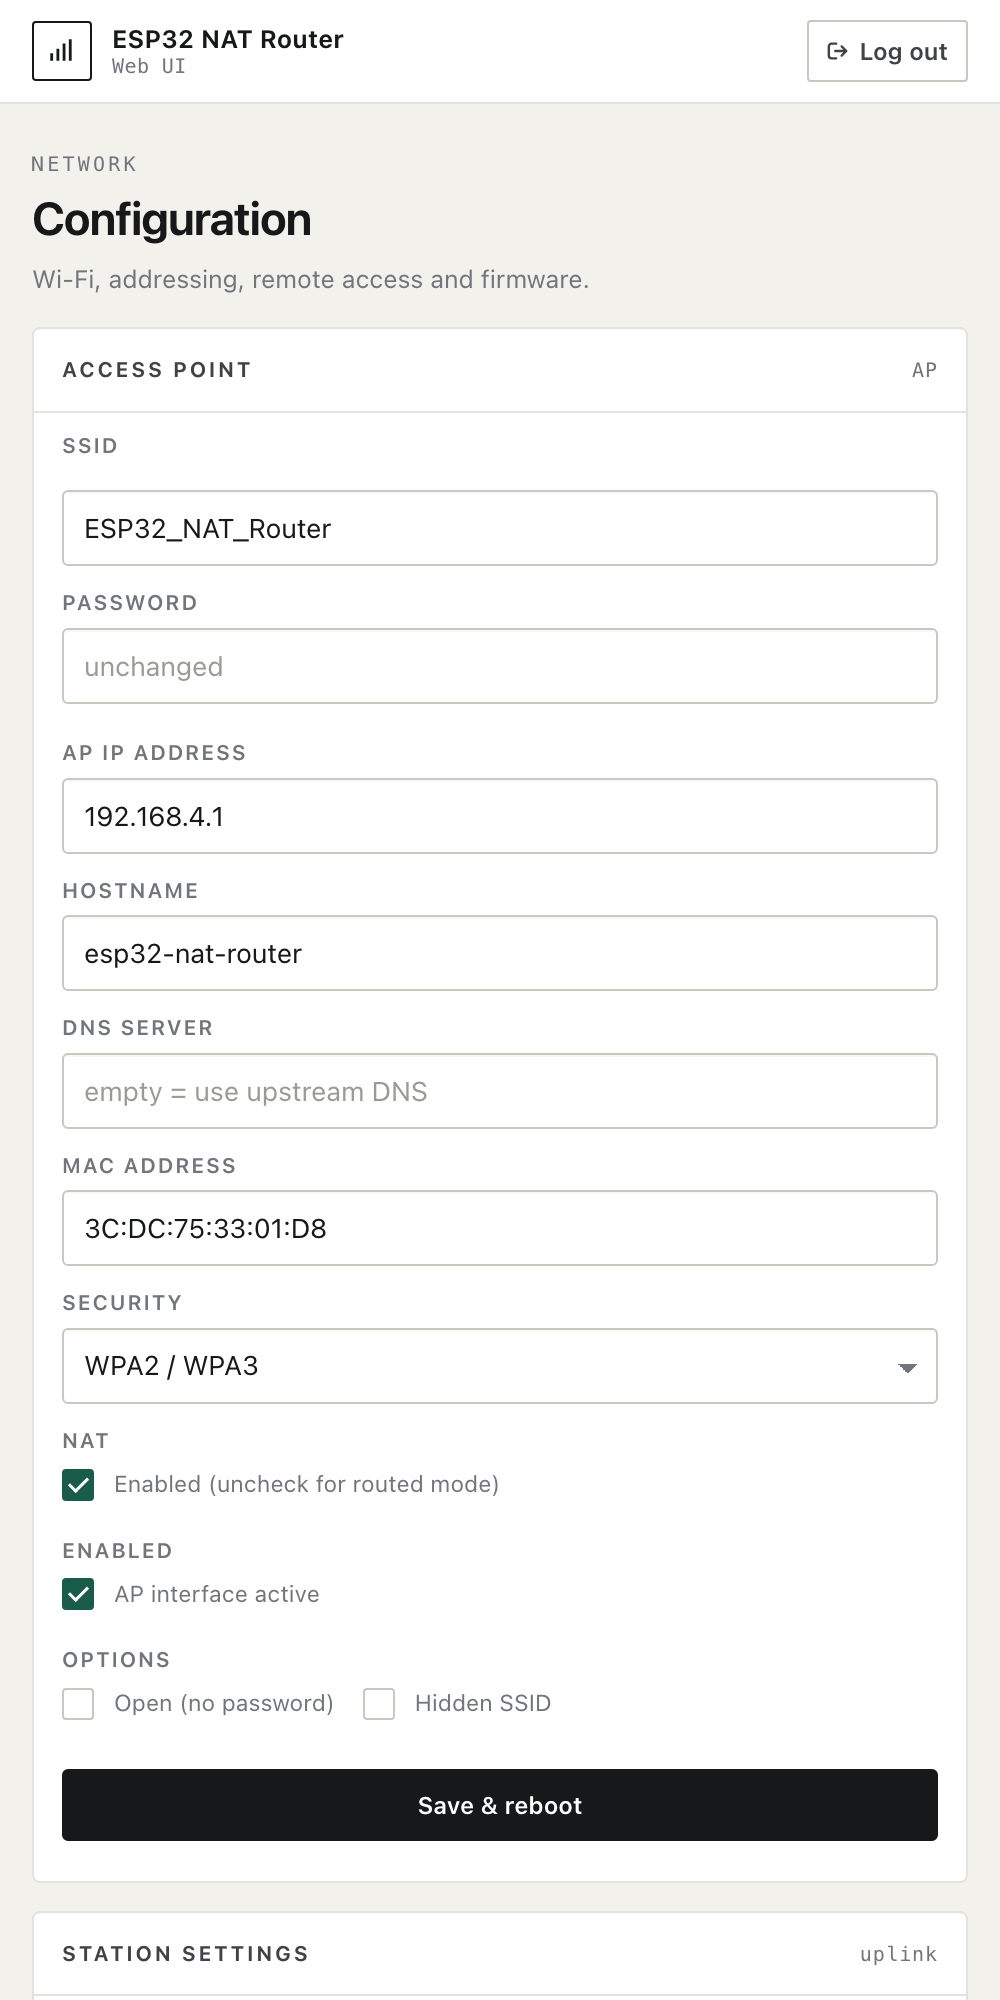 ESP32 NAT Router
Web UI
Log out
NETWORK
Configuration
Wi-Fi, addressing, remote access and firmware.
ACCESS POINT
AP
SSID
ESP32_NAT_Router
PASSWORD
unchanged
AP IP ADDRESS
192.168.4.1
HOSTNAME
esp32-nat-router
DNS SERVER
empty = use upstream DNS
MAC ADDRESS
3C:DC:75:33:01:D8
SECURITY
WPA2 / WPA3
NAT
Enabled (uncheck for routed mode)
ENABLED
AP interface active
OPTIONS
Open (no password) Hidden SSID
Save & reboot
STATION SETTINGS
uplink